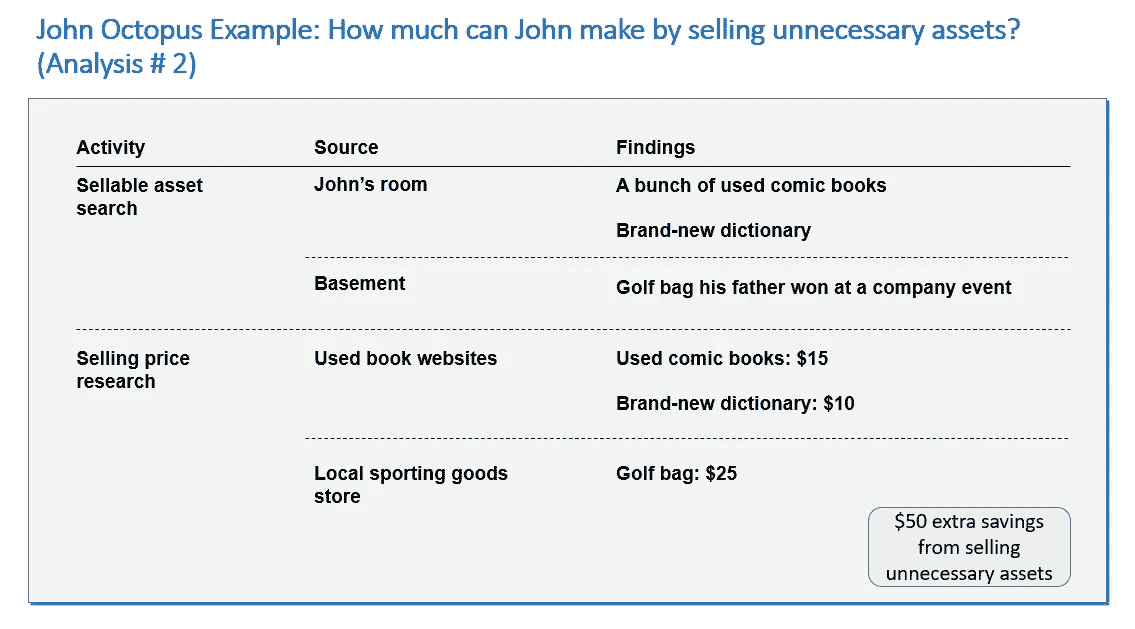 John Octopus Example: How much can John make by selling unnecessary assets?
(Analysis # 2)
Activity
Source
Findings
Sellable asset
search
John’s room
A bunch of used comic books
Brand-new dictionary
Basement
Golf bag his father won at a company event
Selling price
research
Used book websites
Used comic books: $15
Brand-new dictionary: $10
Local sporting goods
store
Golf bag: $25
$50 extra savings
from selling
unnecessary assets